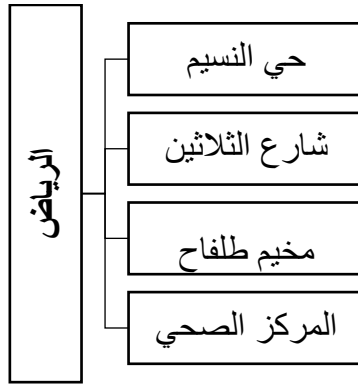 الرياض
حي النسيم
شارع الثلاثين
مخيم طلفاح
المركز الصحي